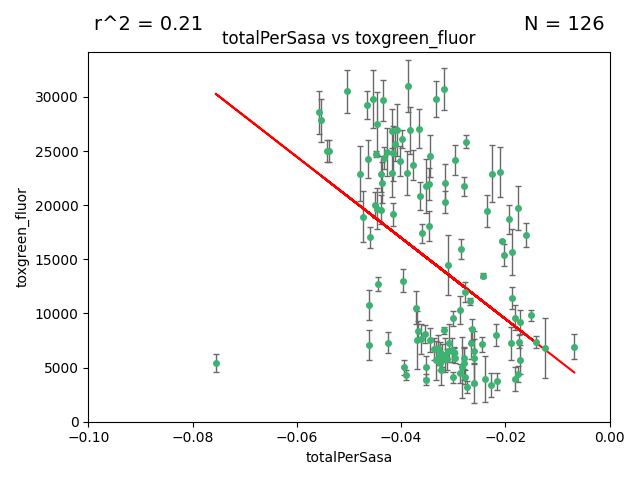 r^2 = 0.21
N = 126
totalPerSasa vs toxgreen_fluor
30000
25000
20000
15000
10000
5000
0
toxgreen_fluor
−0.10
−0.08
−0.06
−0.04
−0.02
0.00
totalPerSasa